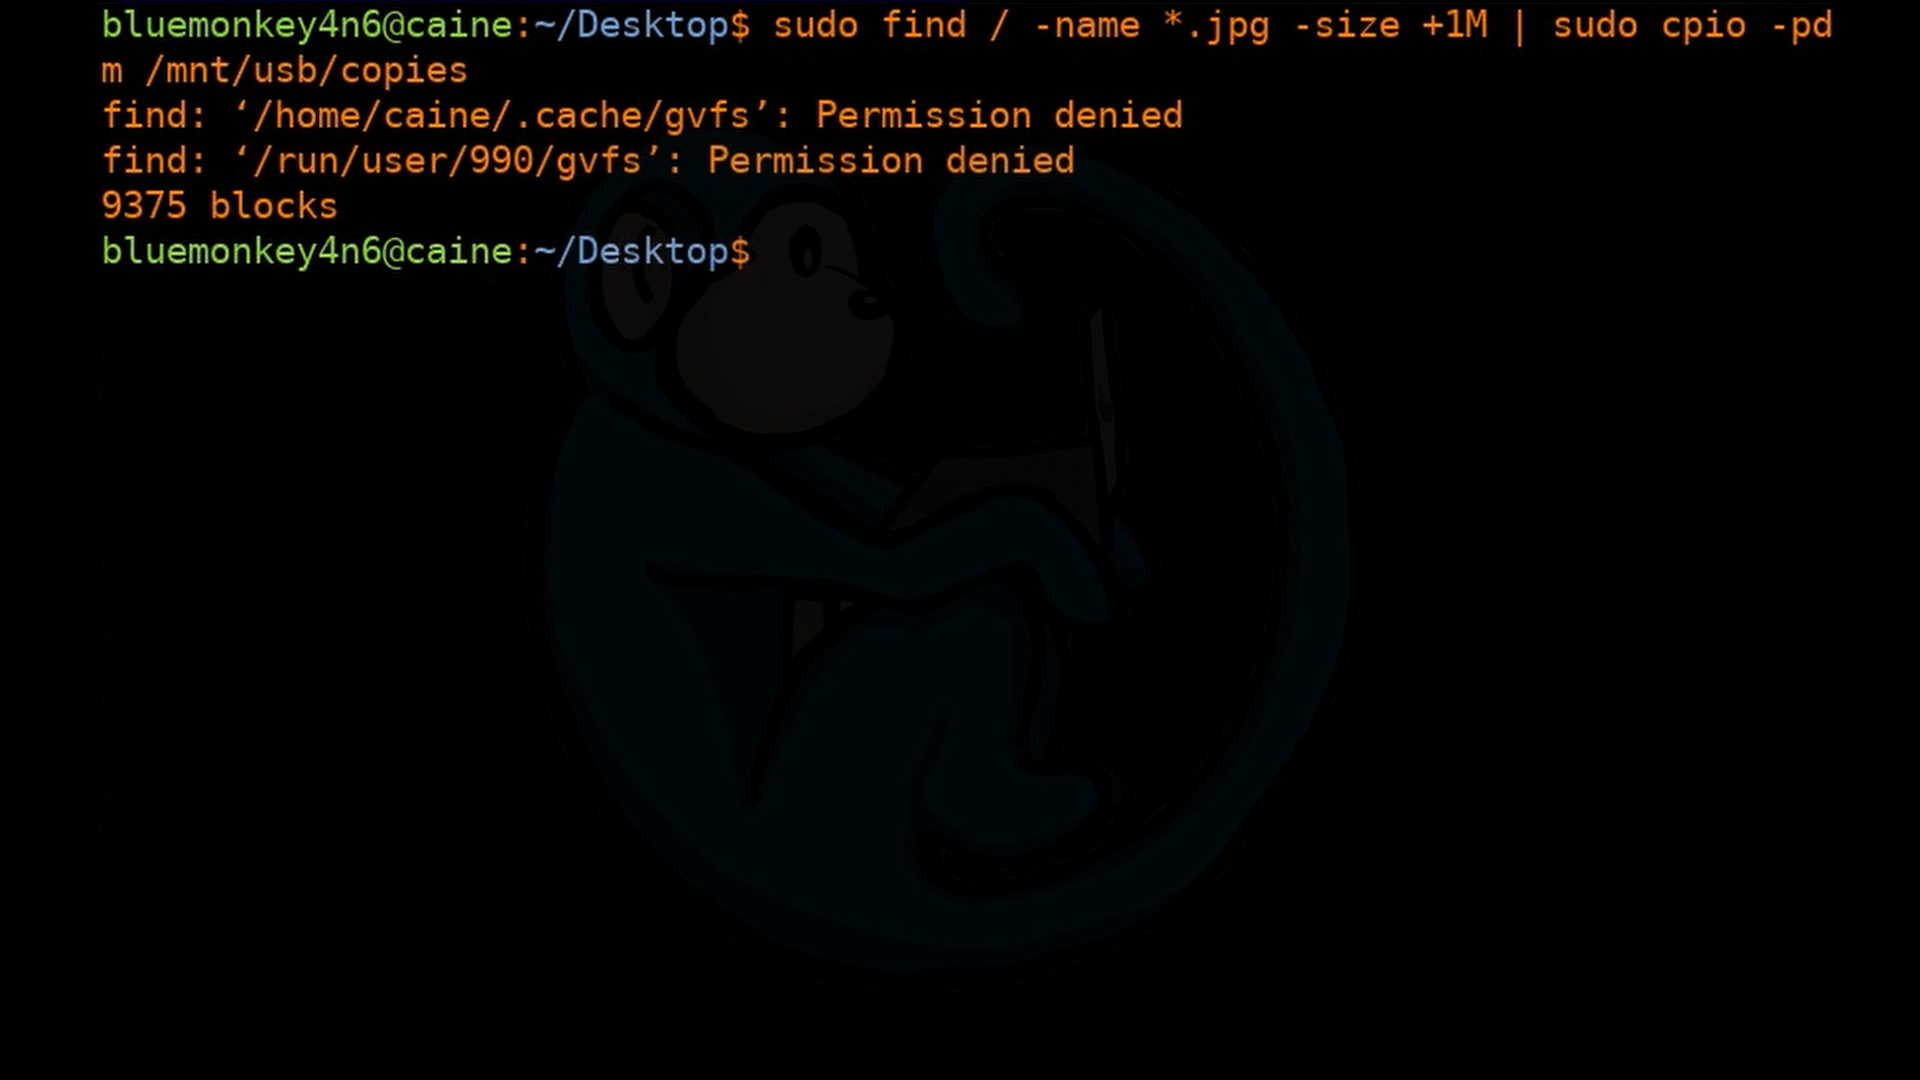 bluemonkey4n6@caine:~/Desktop$ sudo find / -name *.jpg -size +1M | sudo cpio -pd
m /mnt/usb/copies
find: ‘/home/caine/.cache/gvfs’: Permission denied
find: ‘/run/user/990/gvfs’: Permission denied
9375 blocks
bluemonkey4n6@caine:~/Desktop$